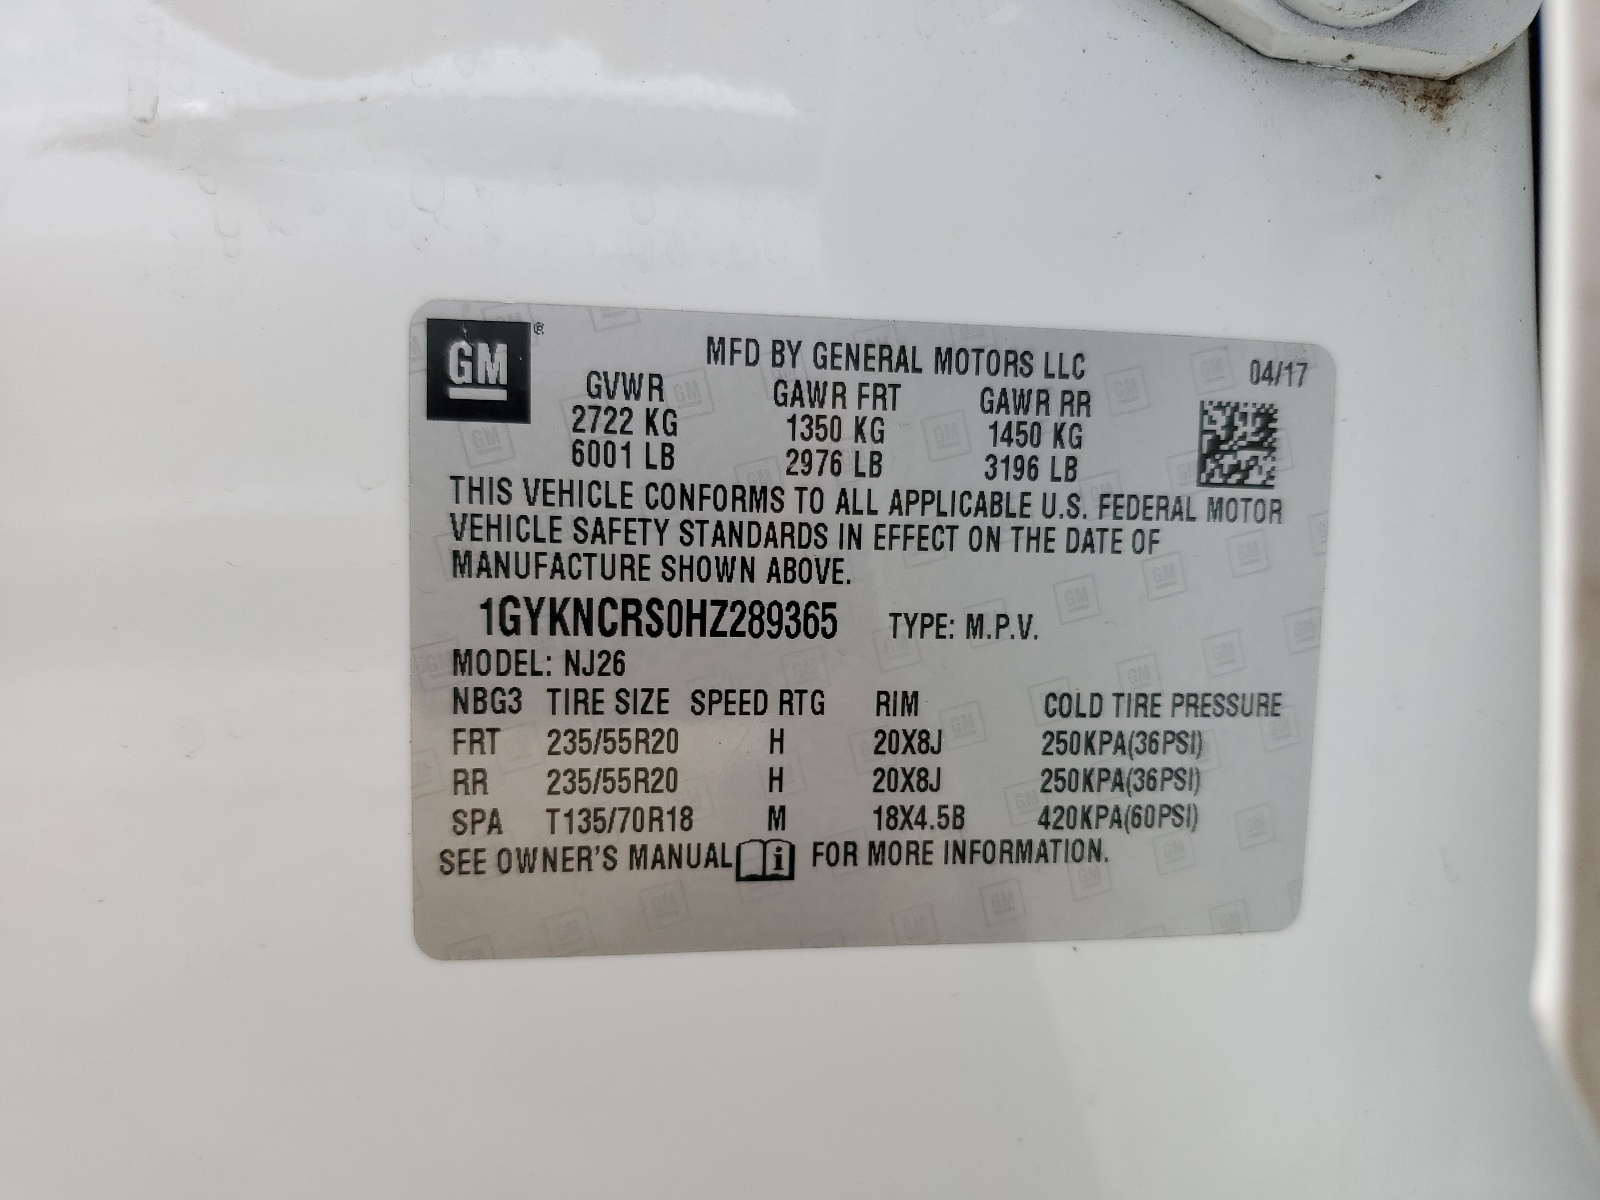 GM ®
MFD BY GENERAL MOTORS LLC 04/17
GVWR GAWR FRT GAWR RR
2722 KG 1350 KG 1450 KG
6001 LB 2976 LB 3196 LB
THIS VEHICLE CONFORMS TO ALL APPLICABLE U.S. FEDERAL MOTOR
VEHICLE SAFETY STANDARDS IN EFFECT ON THE DATE OF
MANUFACTURE SHOWN ABOVE.
1GYKNCRS0HZ289365 TYPE: M.P.V.
MODEL: NJ26
NBG3 TIRE SIZE SPEED RTG RIM COLD TIRE PRESSURE
FRT 235/55R20 H 20X8J 250KPA(36PSI)
RR 235/55R20 H 20X8J 250KPA(36PSI)
SPA T135/70R18 M 18X4.5B 420KPA(60PSI)
SEE OWNER'S MANUAL i FOR MORE INFORMATION.